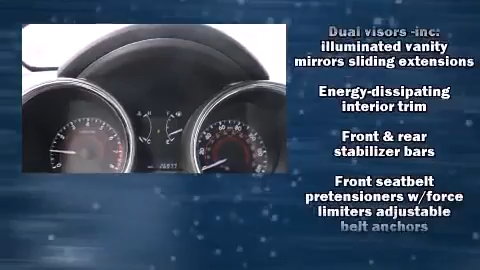 Dual visors -inc:
illuminated vanity
mirrors sliding extensions
Energy-dissipating
interior trim
Front & rear
stabilizer bars
Front seatbelt
pretensioners w/force
limiters adjustable
belt anchors